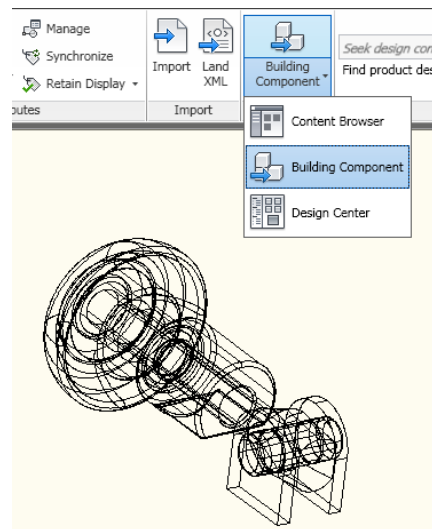 Manage
Synchronize
Retain Display
Import
Land
XML
Building
Component
Seek design con
Find product des
butes
Import
Content Browser
Building Component
Design Center